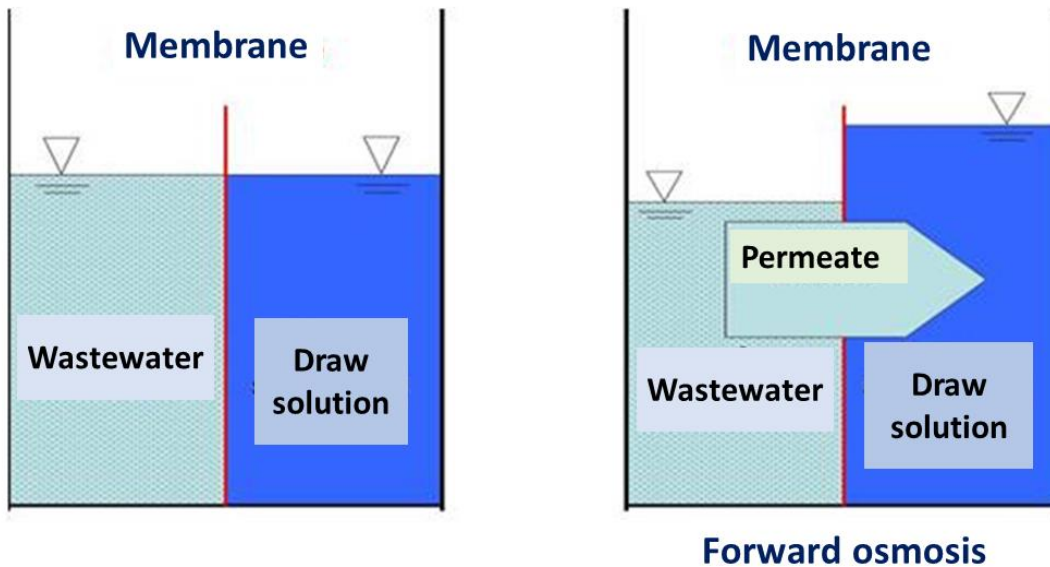 Membrane
Wastewater
Draw
solution
Membrane
Permeate
Wastewater
Draw
solution
Forward osmosis